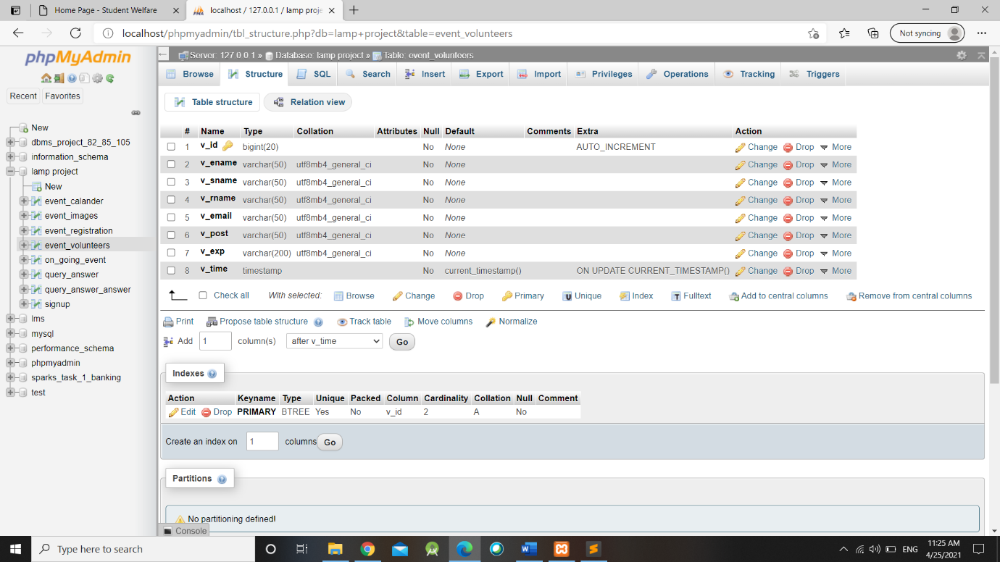 Home Page - Student Welfare
localhost / 127.0.0.1 / lamp proje
localhost/phpmyadmin/tbl_structure.php?db=lamp+project&table=event_volunteers
Not syncing
phpMyAdmin
Recent Favorites
New
dbms_project_82_85_105
information_schema
lamp project
New
event_calander
event_images
event_registration
event_volunteers
on_going_event
query_answer
query_answer_answer
signup
lms
mysql
performance_schema
phpmyadmin
sparks_task_1_banking
test
Server: 127.0.0.1 » Database: lamp project » Table: event_volunteers
Browse Structure SQL Search Insert Export Import Privileges Operations Tracking Triggers
Table structure Relation view
# Name Type Collation Attributes Null Default Comments Extra Action
1 v_id bigint(20) No None AUTO_INCREMENT Change Drop More
2 v_ename varchar(50) utf8mb4_general_ci No None Change Drop More
3 v_sname varchar(50) utf8mb4_general_ci No None Change Drop More
4 v_rname varchar(50) utf8mb4_general_ci No None Change Drop More
5 v_email varchar(50) utf8mb4_general_ci No None Change Drop More
6 v_post varchar(50) utf8mb4_general_ci No None Change Drop More
7 v_exp varchar(200) utf8mb4_general_ci No None Change Drop More
8 v_time timestamp No current_timestamp() ON UPDATE CURRENT_TIMESTAMP() Change Drop More
Check all With selected: Browse Change Drop Primary Unique Index Fulltext Add to central columns Remove from central columns
Print Propose table structure Track table Move columns Normalize
Add 1 column(s) after v_time Go
Indexes
Action Keyname Type Unique Packed Column Cardinality Collation Null Comment
Edit Drop PRIMARY BTREE Yes No v_id 2 A No
Create an index on 1 columns Go
Partitions
No partitioning defined!
Console
Type here to search
ENG
11:25 AM
4/25/2021